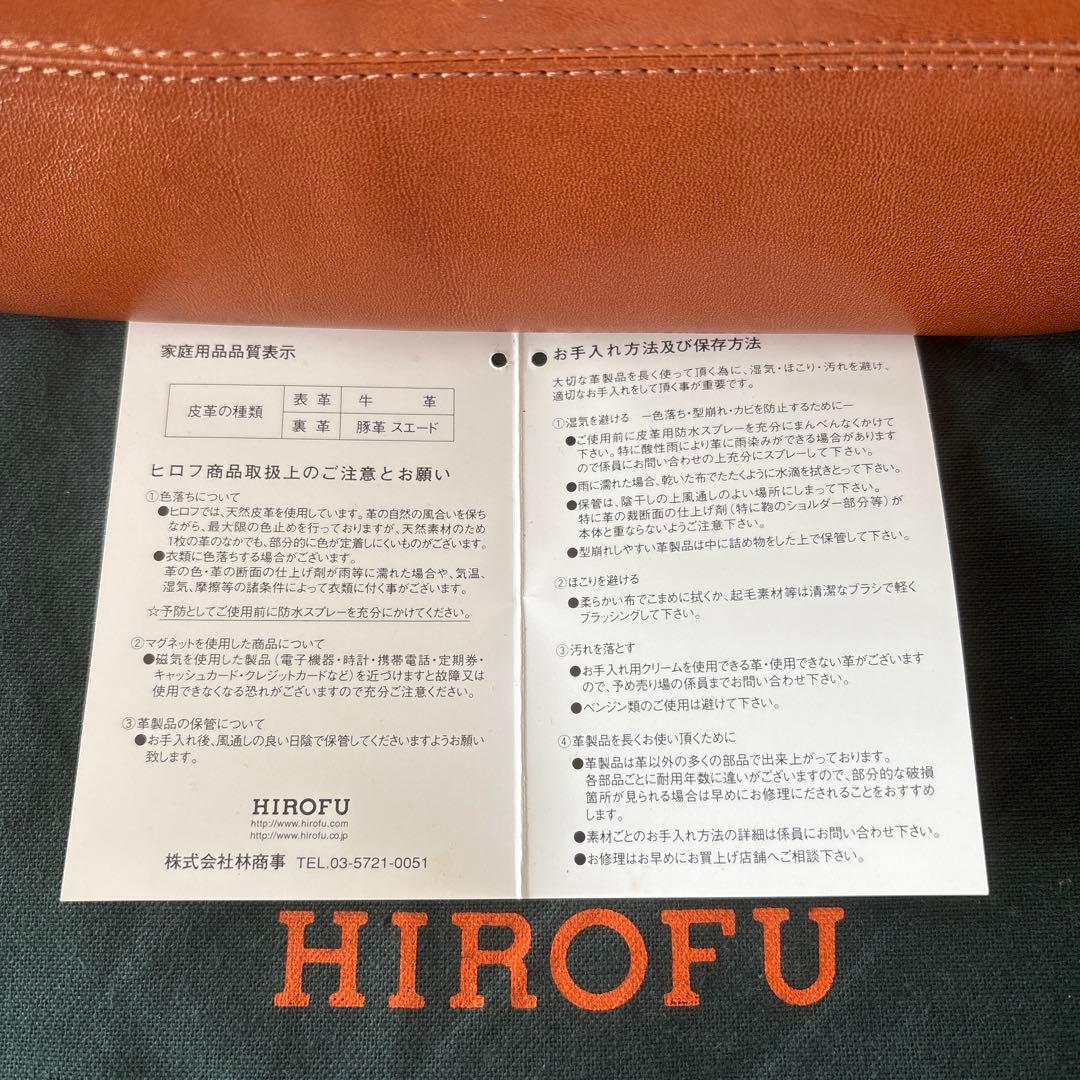 家庭用品品質表示
皮革の種類 表 革 牛 革
裏 革 豚革 スエード
ヒロフ商品取扱上のご注意とお願い
①色落ちについて
●ヒロフでは、天然皮革を使用しています。革の自然の風合いを保ち
ながら、最大限の色止めを行っておりますが、天然素材のため
1枚の革のなかでも、部分的に色が定着しにくいものがございます。
●衣類に色落ちする場合がございます。
革の色・革の断面の仕上げ剤が雨等に濡れた場合や、気温、
湿気、摩擦等の諸条件によって衣類に付く事がございます。
☆予防としてご使用前に防水スプレーを充分にかけてください。
②マグネットを使用した商品について
●磁気を使用した製品（電子機器・時計・携帯電話・定期券・
キャッシュカード・クレジットカードなど）を近づけますと故障又は
使用できなくなる恐れがございますので充分ご注意ください。
③革製品の保管について
●お手入れ後、風通しの良い日陰で保管してくださいますようお願い
致します。
HIROFU
http://www.hirofu.com
http://www.hirofu.co.jp
株式会社林商事 TEL.03-5721-0051
お手入れ方法及び保存方法
大切な革製品を長く使って頂く為に、湿気・ほこり・汚れを避け、
適切なお手入れをして頂く事が重要です。
①湿気を避ける ―色落ち・型崩れ・カビを防止するために―
●ご使用前に皮革用防水スプレーを充分にまんべんなくかけて
下さい。特に酸性雨により革に雨染みができる場合があります
ので係員にお問い合わせの上充分にスプレーして下さい。
●雨に濡れた場合、乾いた布でたたくように水滴を拭きとって下さい。
●保管は、陰干しの上風通しのよい場所にしまって下さい。
特に革の裁断面の仕上げ剤（特に鞄のショルダー部分等）が
本体と重ならないようご注意下さい。
●型崩れしやすい革製品は中に詰め物をした上で保管して下さい。
②ほこりを避ける
●柔らかい布でこまめに拭くか、起毛素材等は清潔なブラシで軽く
ブラッシングして下さい。
③汚れを落とす
●お手入れ用クリームを使用できる革・使用できない革がございます
ので、予め売り場の係員までお問い合わせ下さい。
●ベンジン類のご使用は避けて下さい。
④革製品を長くお使い頂くために
●革製品は革以外の多くの部品で出来上がっております。
各部品ごとに耐用年数に違いがございますので、部分的な破損
箇所が見られる場合は早めにお修理にだされることをおすすめ
します。
●素材ごとのお手入れ方法の詳細は係員にお問い合わせ下さい。
●お修理はお早めにお買上げ店舗へご相談下さい。
HIROFU